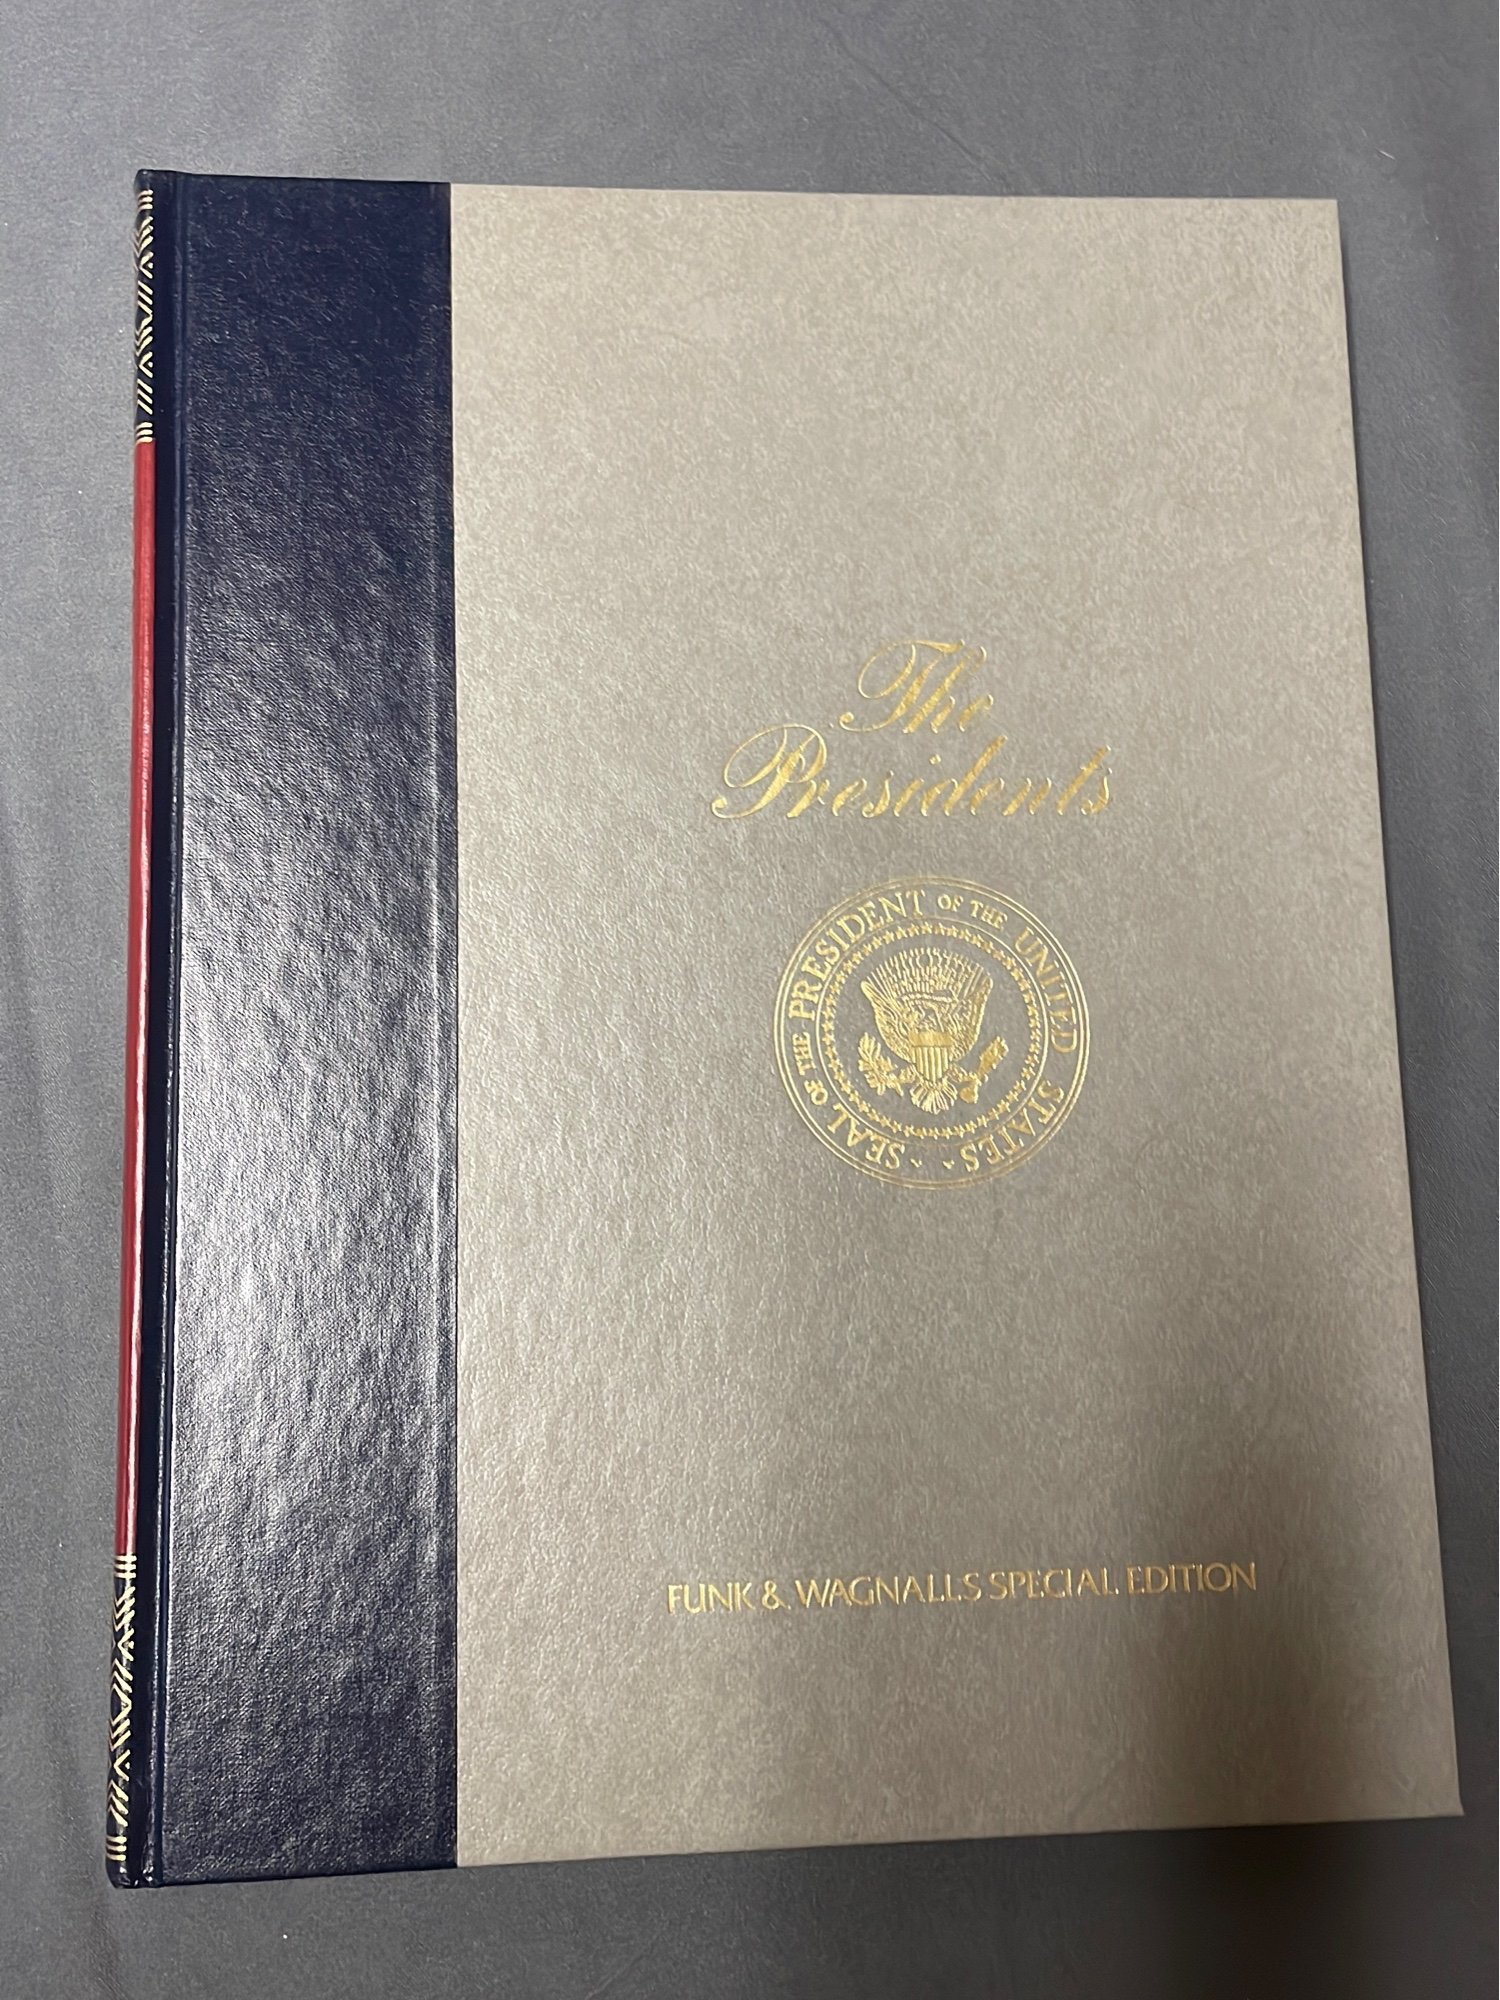 The
Presidents
SEAL OF THE PRESIDENT OF THE UNITED STATES
FUNK & WAGNALLS SPECIAL EDITION